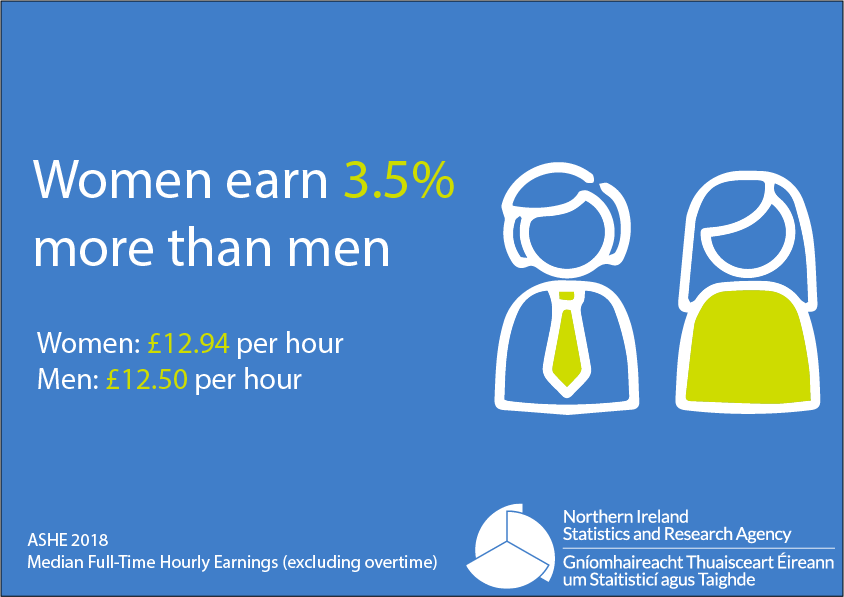 Women earn 3.5%
more than men
Women: £12.94 per hour
Men: £12.50 per hour
ASHE 2018
Median Full-Time Hourly Earnings (excluding overtime)
Northern Ireland
Statistics and Research Agency
Gníomhaireacht Thuaisceart Éireann
um Staitisticí agus Taighde